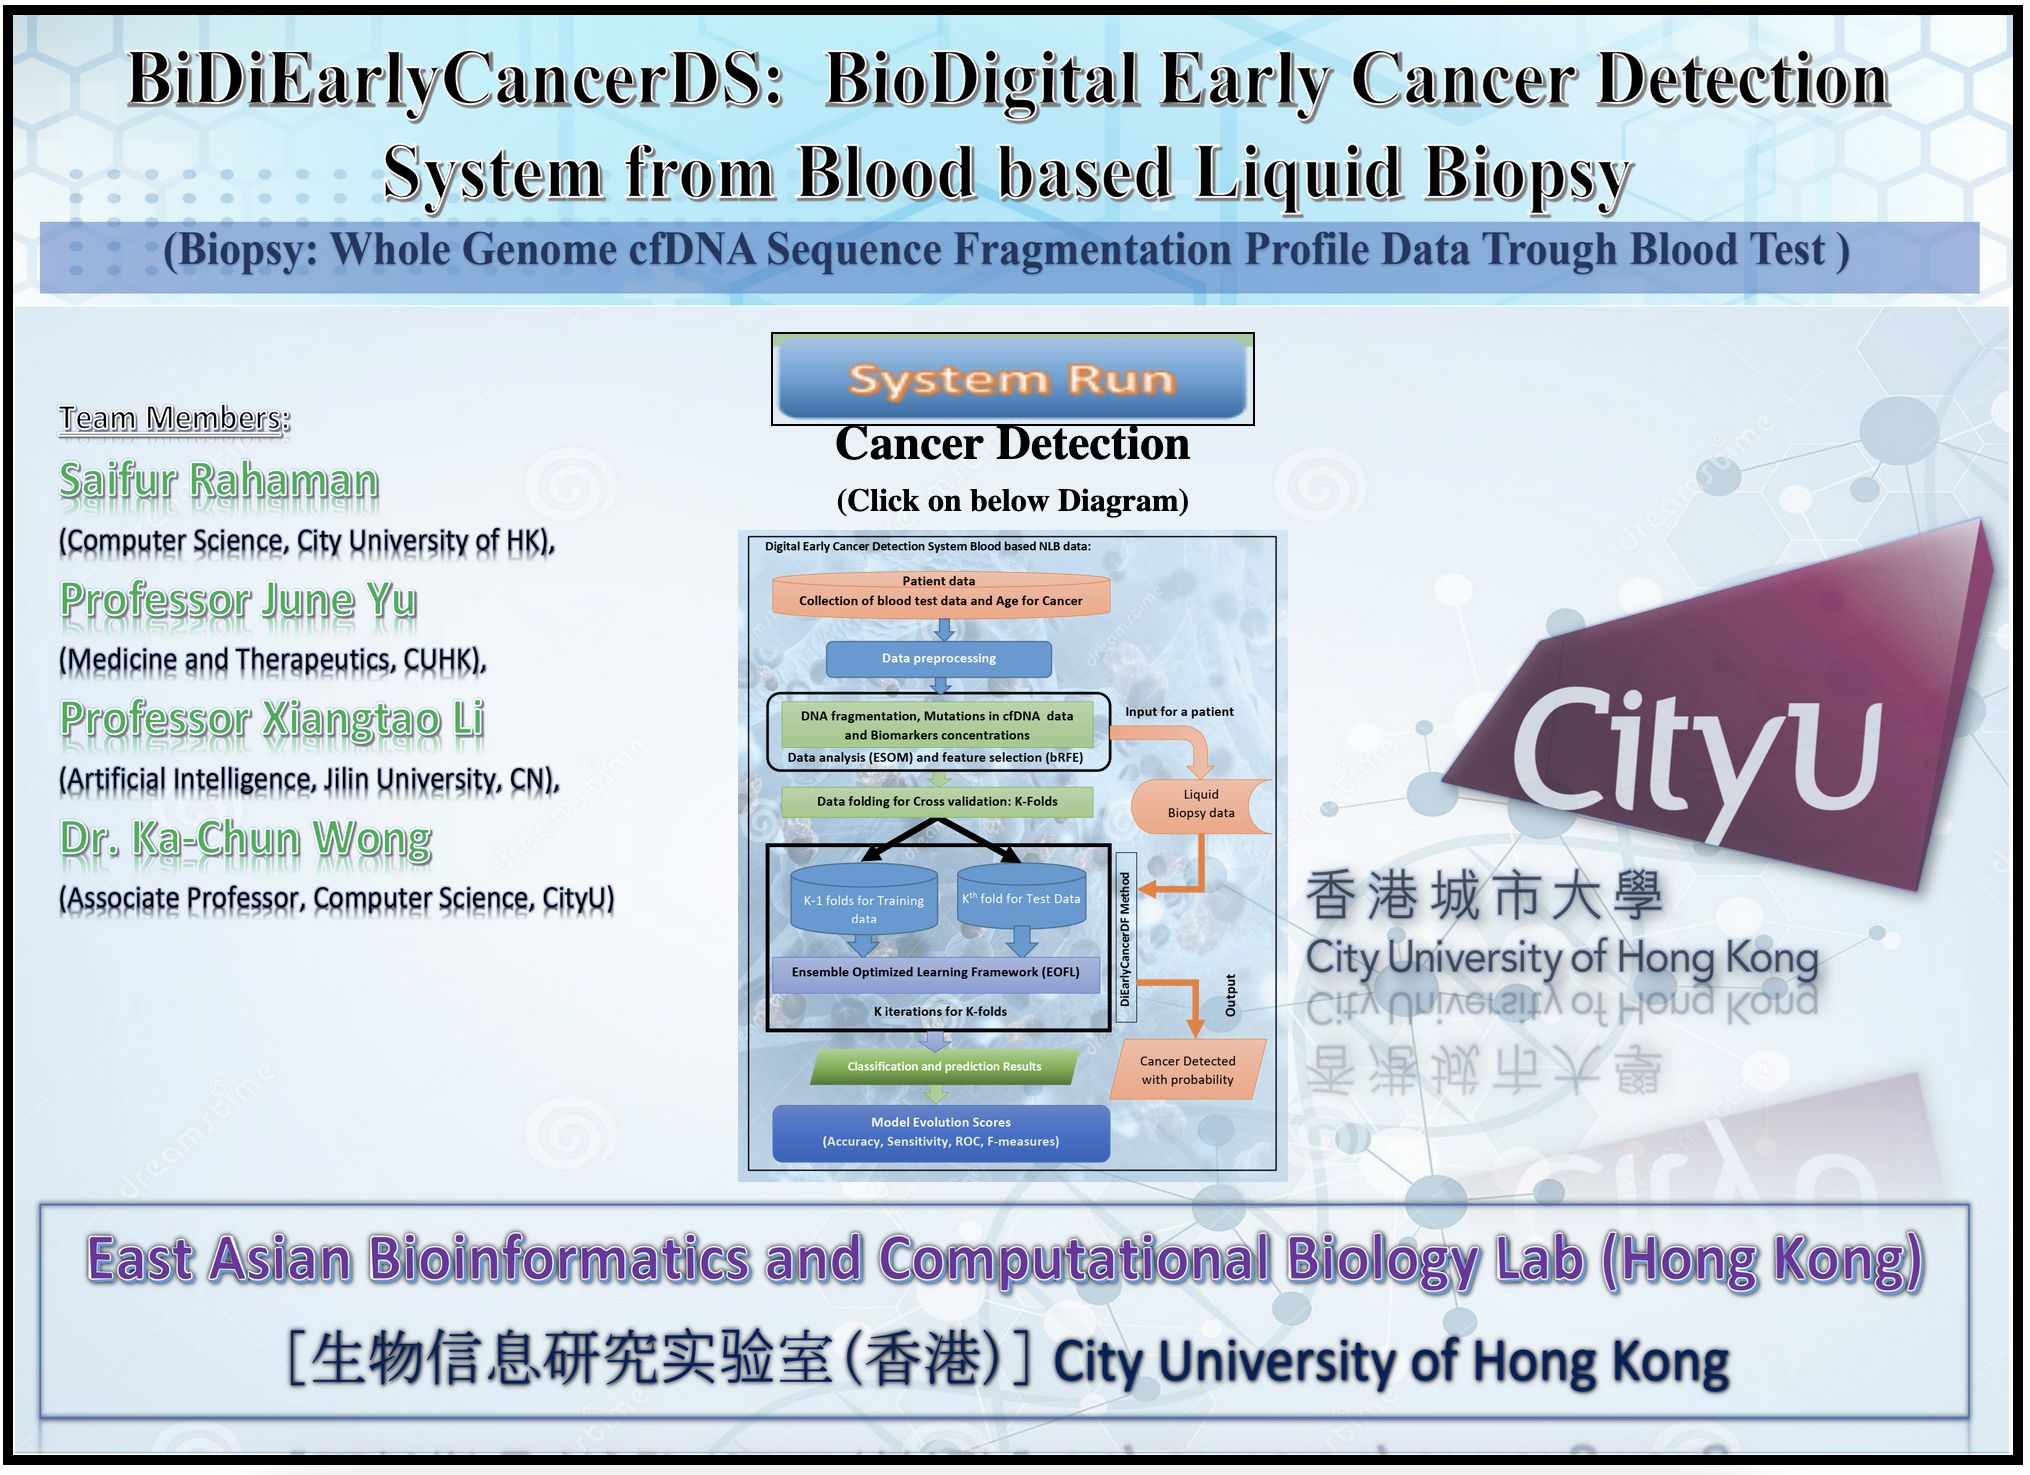 BiDiEarlyCancerDS: BioDigital Early Cancer Detection
System from Blood based Liquid Biopsy
(Biopsy: Whole Genome cfDNA Sequence Fragmentation Profile Data Trough Blood Test )
System Run
Cancer Detection
(Click on below Diagram)
Team Members:
Saifur Rahaman
(Computer Science, City University of HK),
Professor June Yu
(Medicine and Therapeutics, CUHK),
Professor Xiangtao Li
(Artificial Intelligence, Jilin University, CN),
Dr. Ka-Chun Wong
(Associate Professor, Computer Science, CityU)
Digital Early Cancer Detection System Blood based NLB data:
Patient data
Collection of blood test data and Age for Cancer
Data preprocessing
DNA fragmentation, Mutations in cfDNA data
and Biomarkers concentrations
Data analysis (ESOM) and feature selection (bRFE)
Input for a patient
Liquid
Biopsy data
Data folding for Cross validation: K-Folds
K-1 folds for Training
data
Kth fold for Test Data
Ensemble Optimized Learning Framework (EOFL)
K iterations for K-folds
DiEarlyCancerDF Method
Output
Classification and prediction Results
Cancer Detected
with probability
Model Evolution Scores
(Accuracy, Sensitivity, ROC, F-measures)
CityU
香港城市大學
City University of Hong Kong
East Asian Bioinformatics and Computational Biology Lab (Hong Kong)
[生物信息研究实验室(香港)] City University of Hong Kong
dreamstime
dreamstime
dreamstime
dreamstime